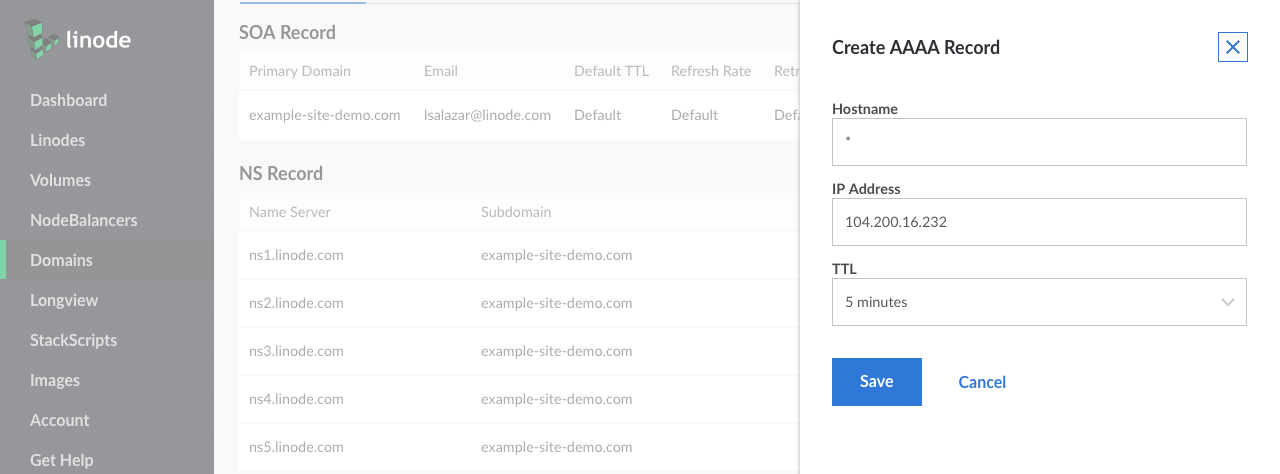 linode
Dashboard
Linodes
Volumes
NodeBalancers
Domains
Longview
StackScripts
Images
Account
Get Help
SOA Record
Primary Domain Email Default TTL Refresh Rate Retr
example-site-demo.com lsalazar@linode.com Default Default Defa
NS Record
Name Server Subdomain
ns1.linode.com example-site-demo.com
ns2.linode.com example-site-demo.com
ns3.linode.com example-site-demo.com
ns4.linode.com example-site-demo.com
ns5.linode.com example-site-demo.com
Create AAAA Record
Hostname
*
IP Address
104.200.16.232
TTL
5 minutes
Save Cancel